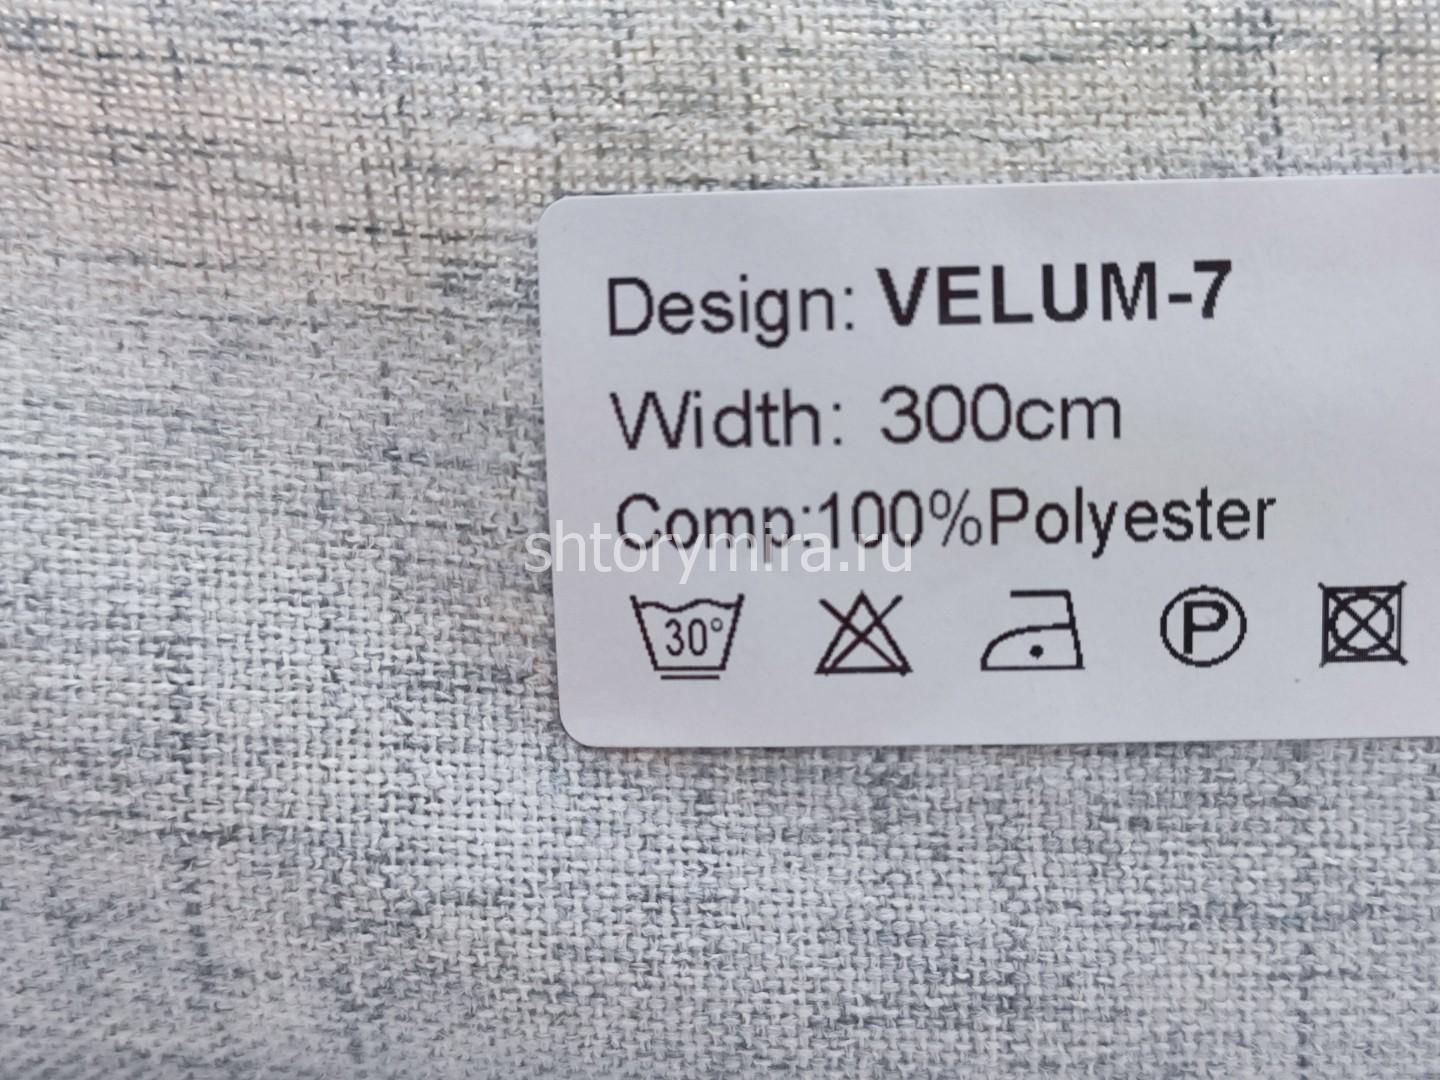 Design: VELUM-7
Width: 300cm
Comp:100%Polyester
shtorymira.ru
30°
P